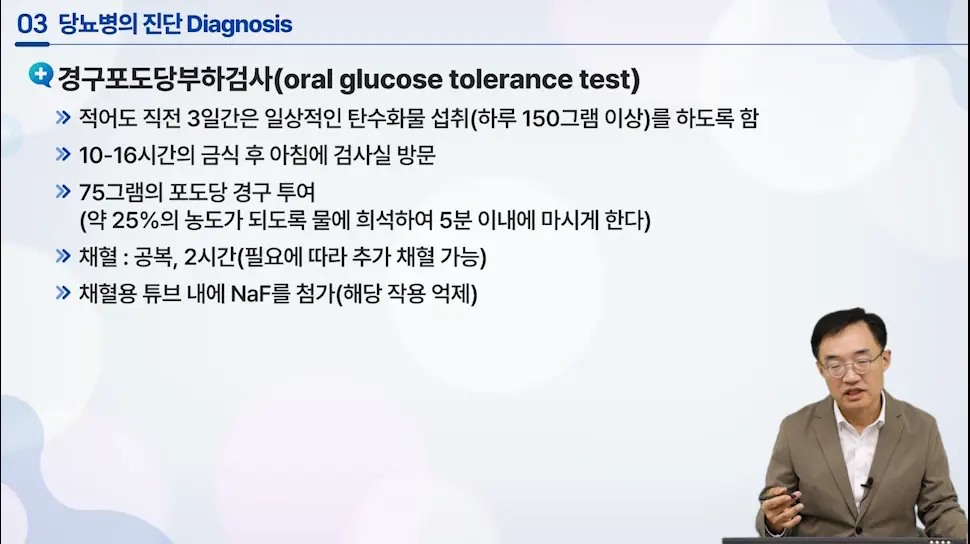 03 당뇨병의 진단 Diagnosis
경구포도당부하검사(oral glucose tolerance test)
적어도 직전 3일간은 일상적인 탄수화물 섭취(하루 150그램 이상)를 하도록 함
10-16시간의 금식 후 아침에 검사실 방문
75그램의 포도당 경구 투여
(약 25%의 농도가 되도록 물에 희석하여 5분 이내에 마시게 한다)
채혈 : 공복, 2시간(필요에 따라 추가 채혈 가능)
채혈용 튜브 내에 NaF를 첨가(해당 작용 억제)